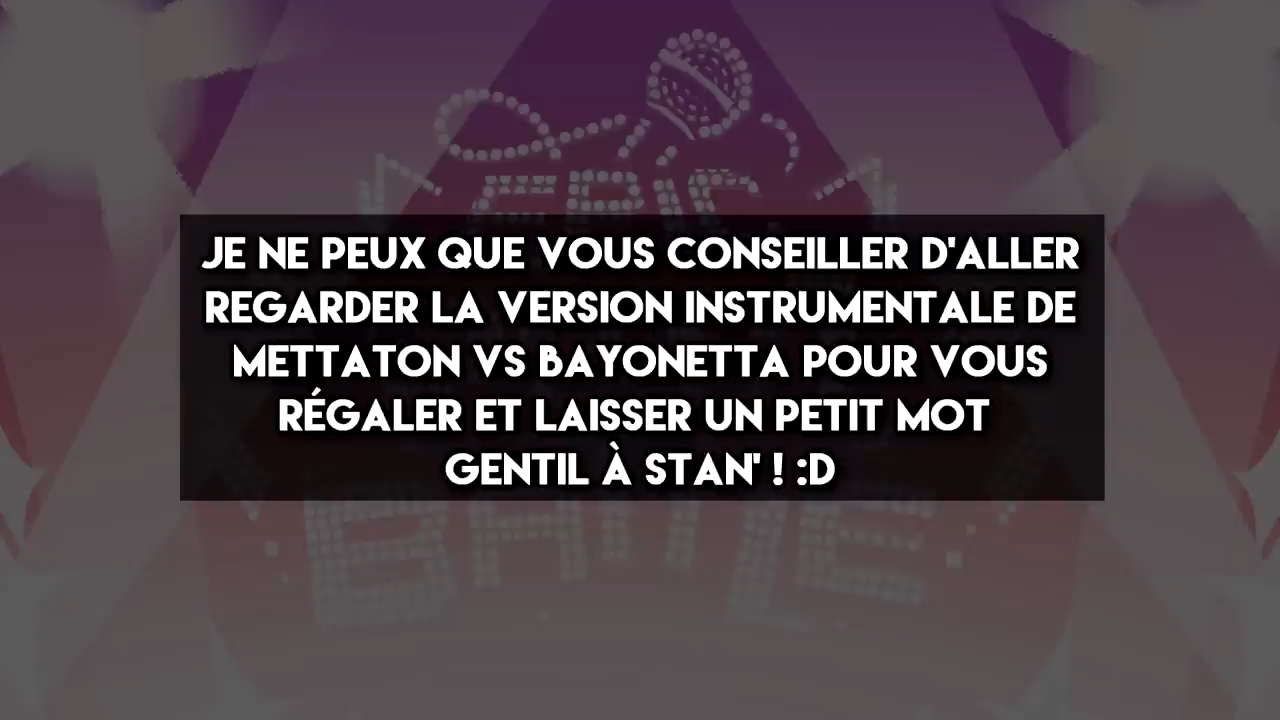 JE NE PEUX QUE VOUS CONSEILLER D'ALLER
REGARDER LA VERSION INSTRUMENTALE DE
METTATON VS BAYONETTA POUR VOUS
RÉGALER ET LAISSER UN PETIT MOT
GENTIL À STAN' ! :D